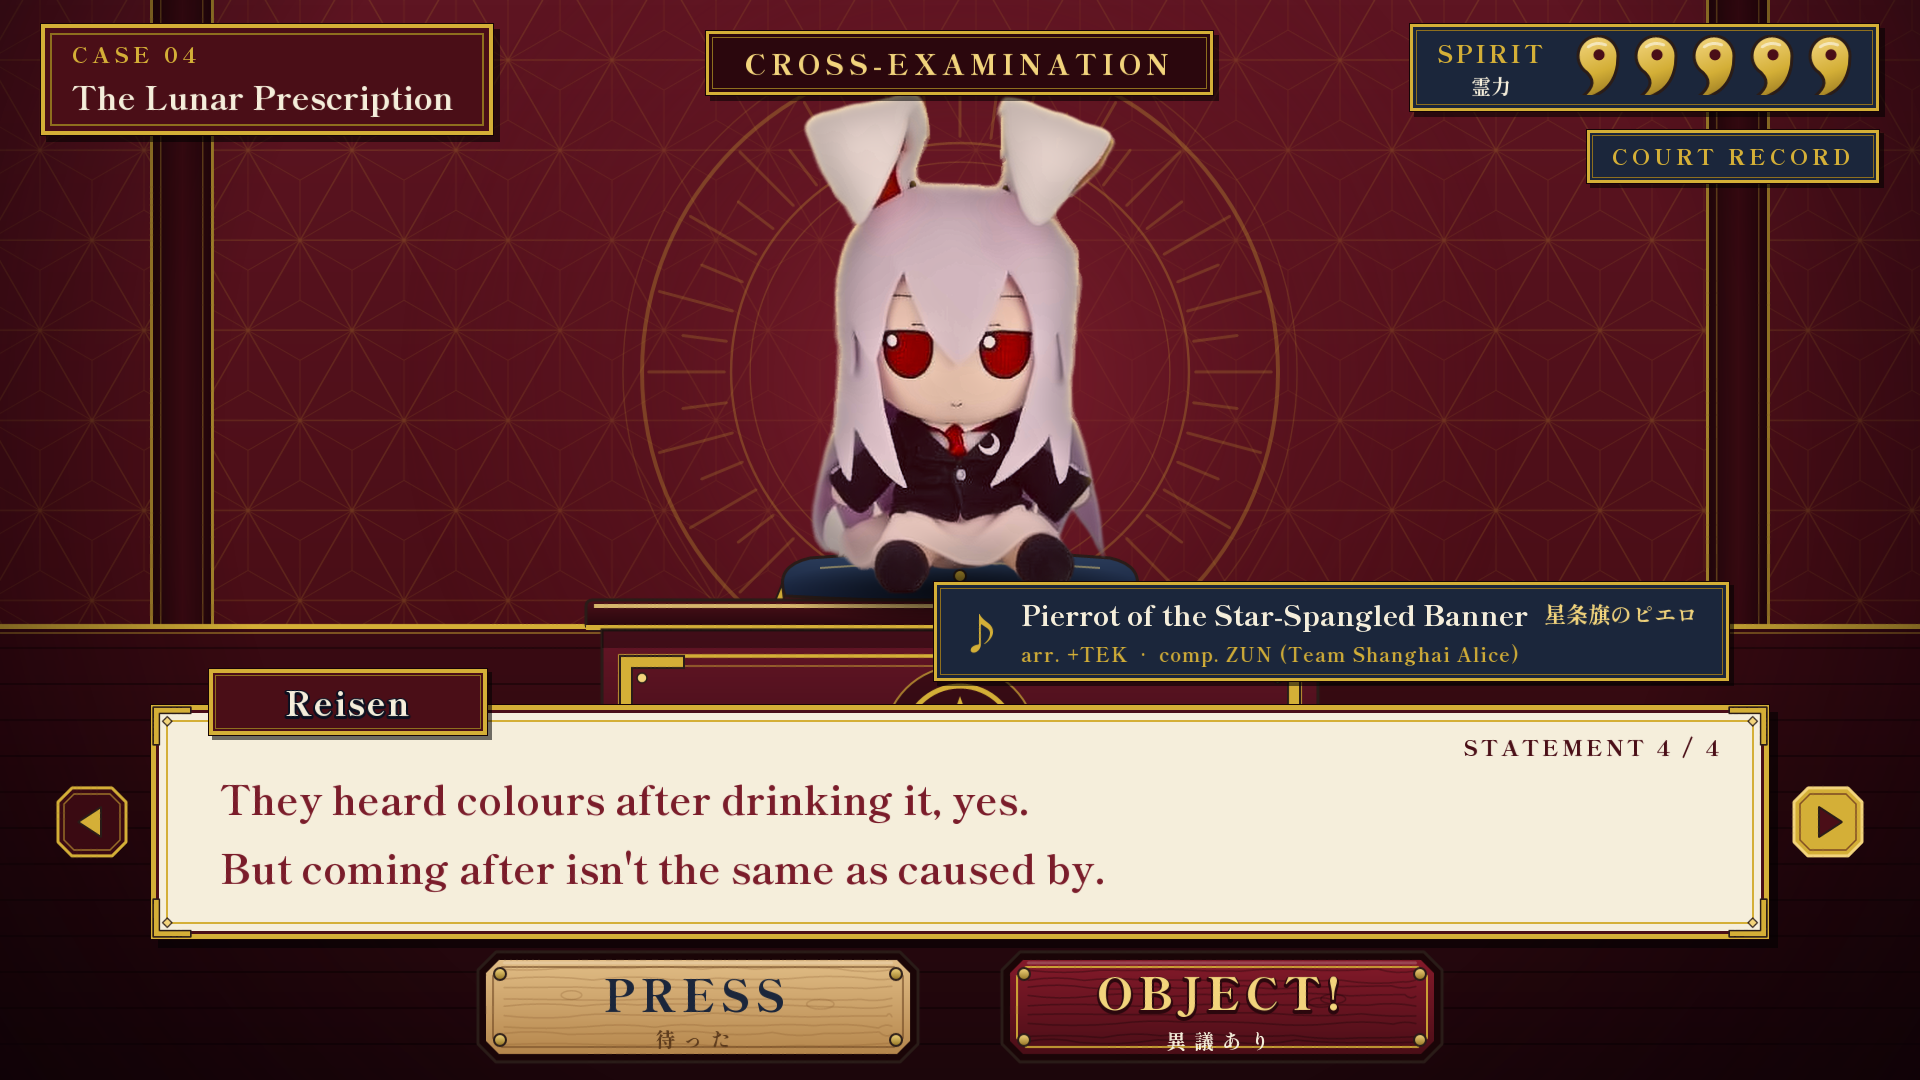 CASE 04
The Lunar Prescription
CROSS-EXAMINATION
SPIRIT
霊力
COURT RECORD
Pierrot of the Star-Spangled Banner 星条旗のピエロ
arr. +TEK · comp. ZUN (Team Shanghai Alice)
Reisen
STATEMENT 4 / 4
They heard colours after drinking it, yes.
But coming after isn't the same as caused by.
PRESS
待った
OBJECT!
異議あり